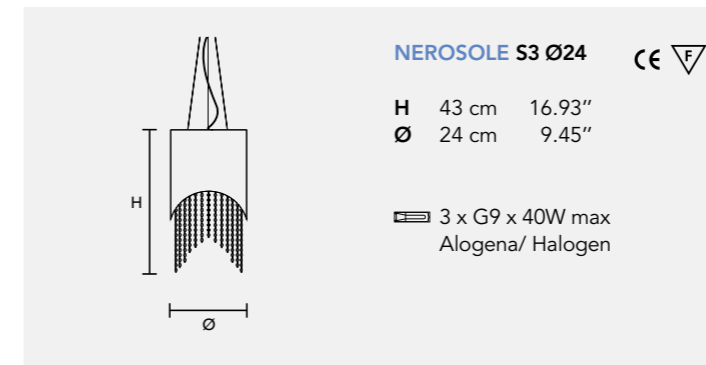 NEROSOLE S3 Ø24
CE F
H 43 cm 16.93’’
Ø 24 cm 9.45’’
H
3 x G9 x 40W max
Alogena/ Halogen
Ø